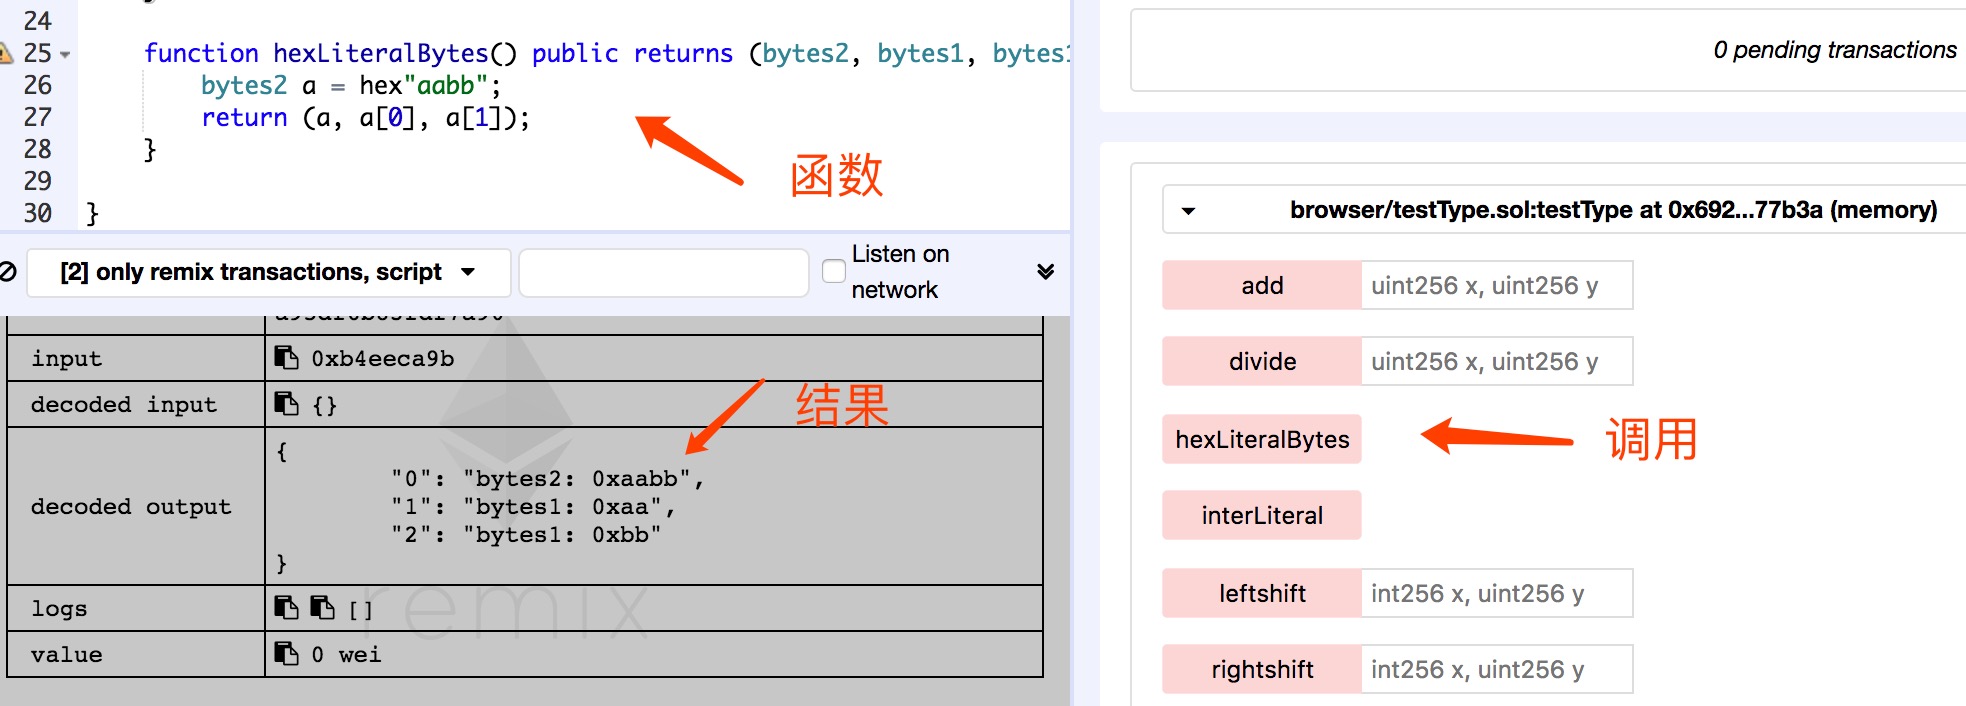 24
25 function hexLiteralBytes() public returns (bytes2, bytes1, bytes1
26 bytes2 a = hex"aabb";
27 return (a, a[0], a[1]);
28 }
29
30 }
函数
[2] only remix transactions, script
Listen on
network
input 0xb4eeca9b
decoded input {}
decoded output {
"0": "bytes2: 0xaabb",
"1": "bytes1: 0xaa",
"2": "bytes1: 0xbb"
}
logs []
value 0 wei
remix
结果
0 pending transactions
browser/testType.sol:testType at 0x692...77b3a (memory)
add uint256 x, uint256 y
divide uint256 x, uint256 y
hexLiteralBytes
调用
interLiteral
leftshift int256 x, uint256 y
rightshift int256 x, uint256 y